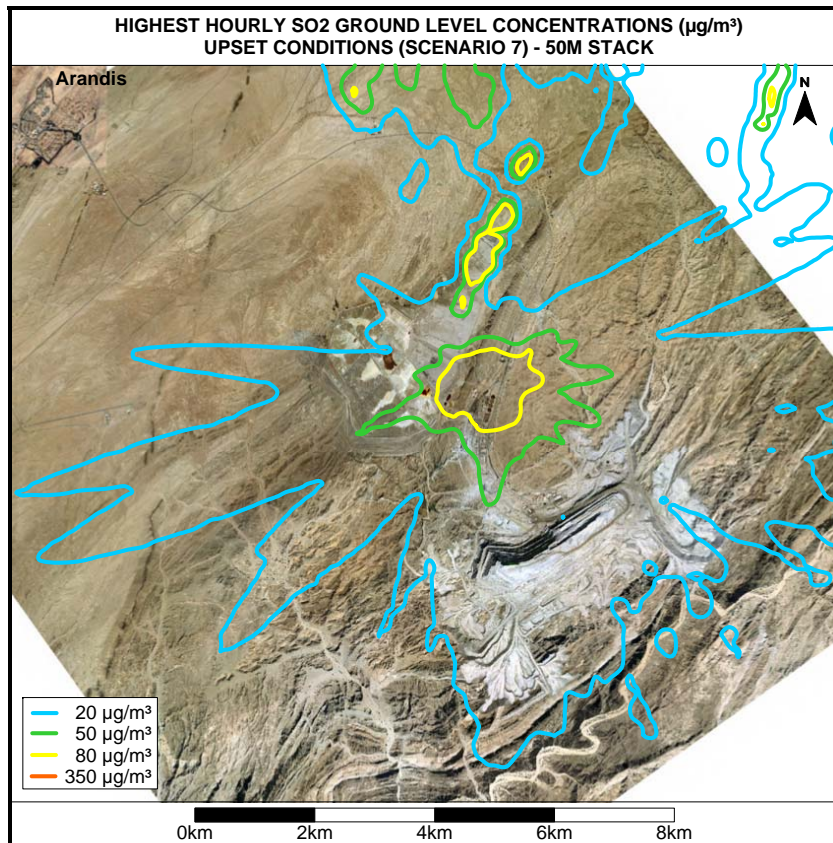 HIGHEST HOURLY SO2 GROUND LEVEL CONCENTRATIONS (µg/m³)
UPSET CONDITIONS (SCENARIO 7) - 50M STACK
Arandis
N
20 µg/m³
50 µg/m³
80 µg/m³
350 µg/m³
0km 2km 4km 6km 8km